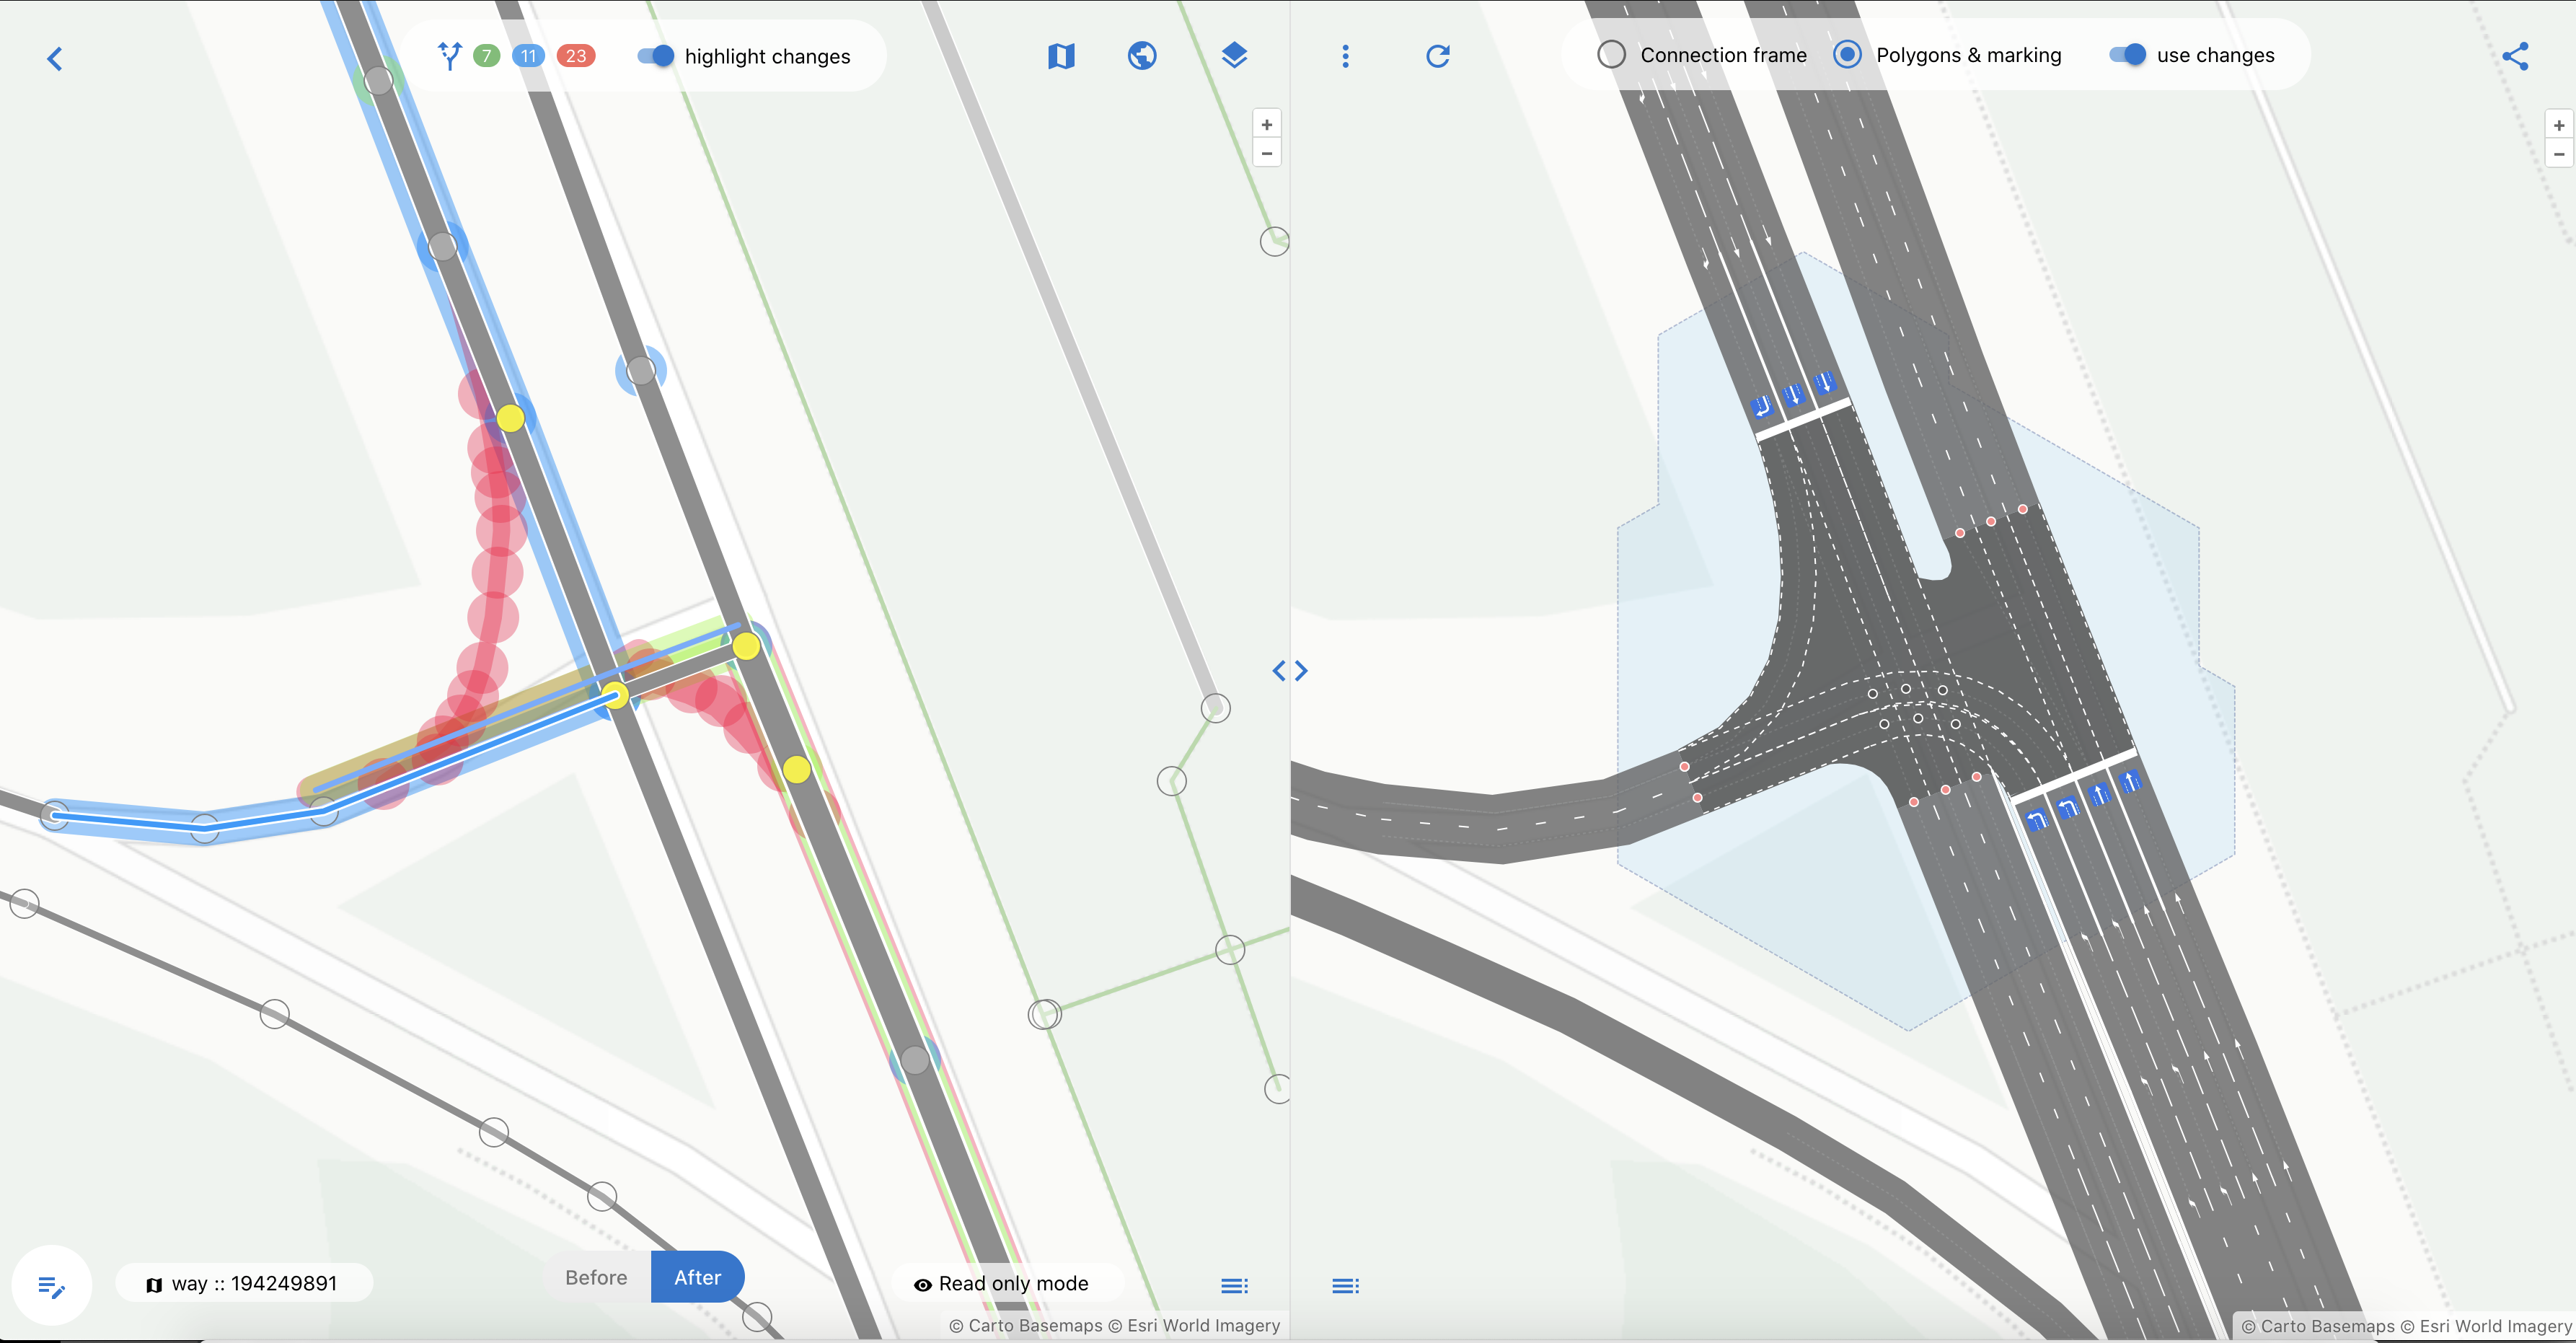 7 11 23 highlight changes
Connection frame Polygons & marking use changes
+
−
+
−
way :: 194249891
Before After
Read only mode
© Carto Basemaps © Esri World Imagery
© Carto Basemaps © Esri World Imagery